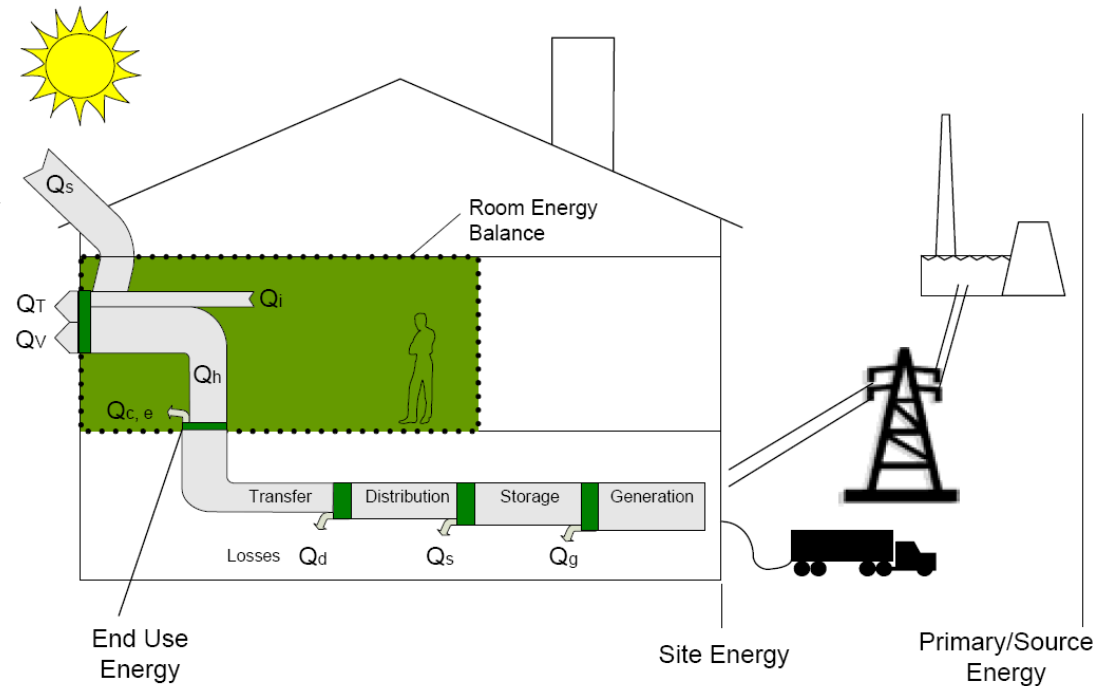 Qs
Room Energy
Balance
QT
Qi
QV
Qh
Qc, e
Transfer
Distribution
Storage
Generation
Losses
Qd
Qs
Qg
End Use
Energy
Site Energy
Primary/Source
Energy